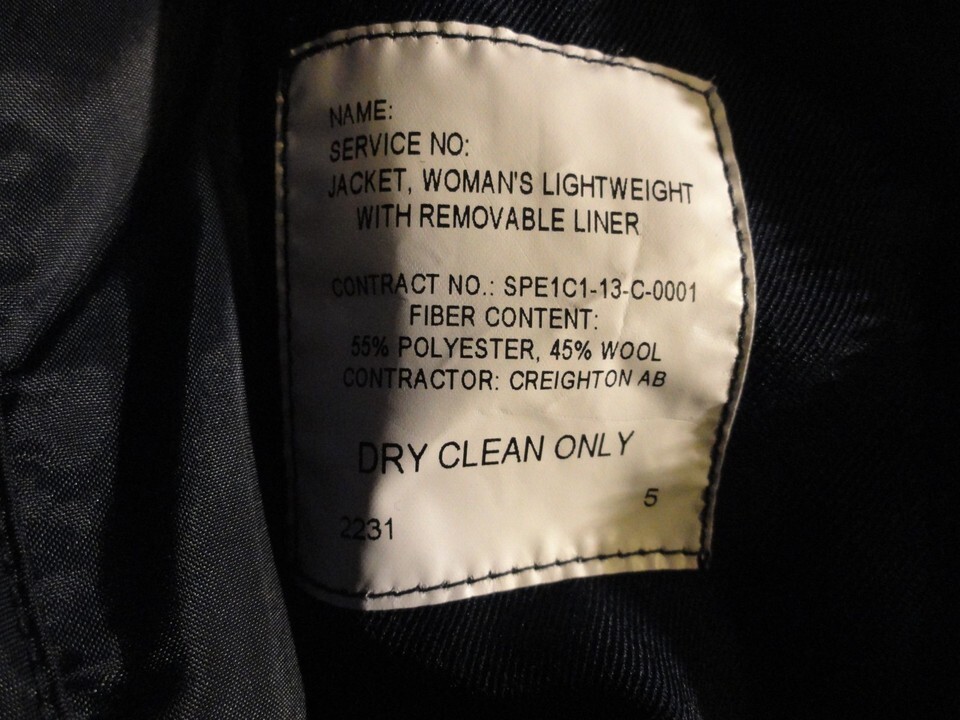 NAME:
SERVICE NO:
JACKET, WOMAN'S LIGHTWEIGHT
WITH REMOVABLE LINER
CONTRACT NO.: SPE1C1-13-C-0001
FIBER CONTENT:
55% POLYESTER, 45% WOOL
CONTRACTOR: CREIGHTON AB
DRY CLEAN ONLY
5
2231